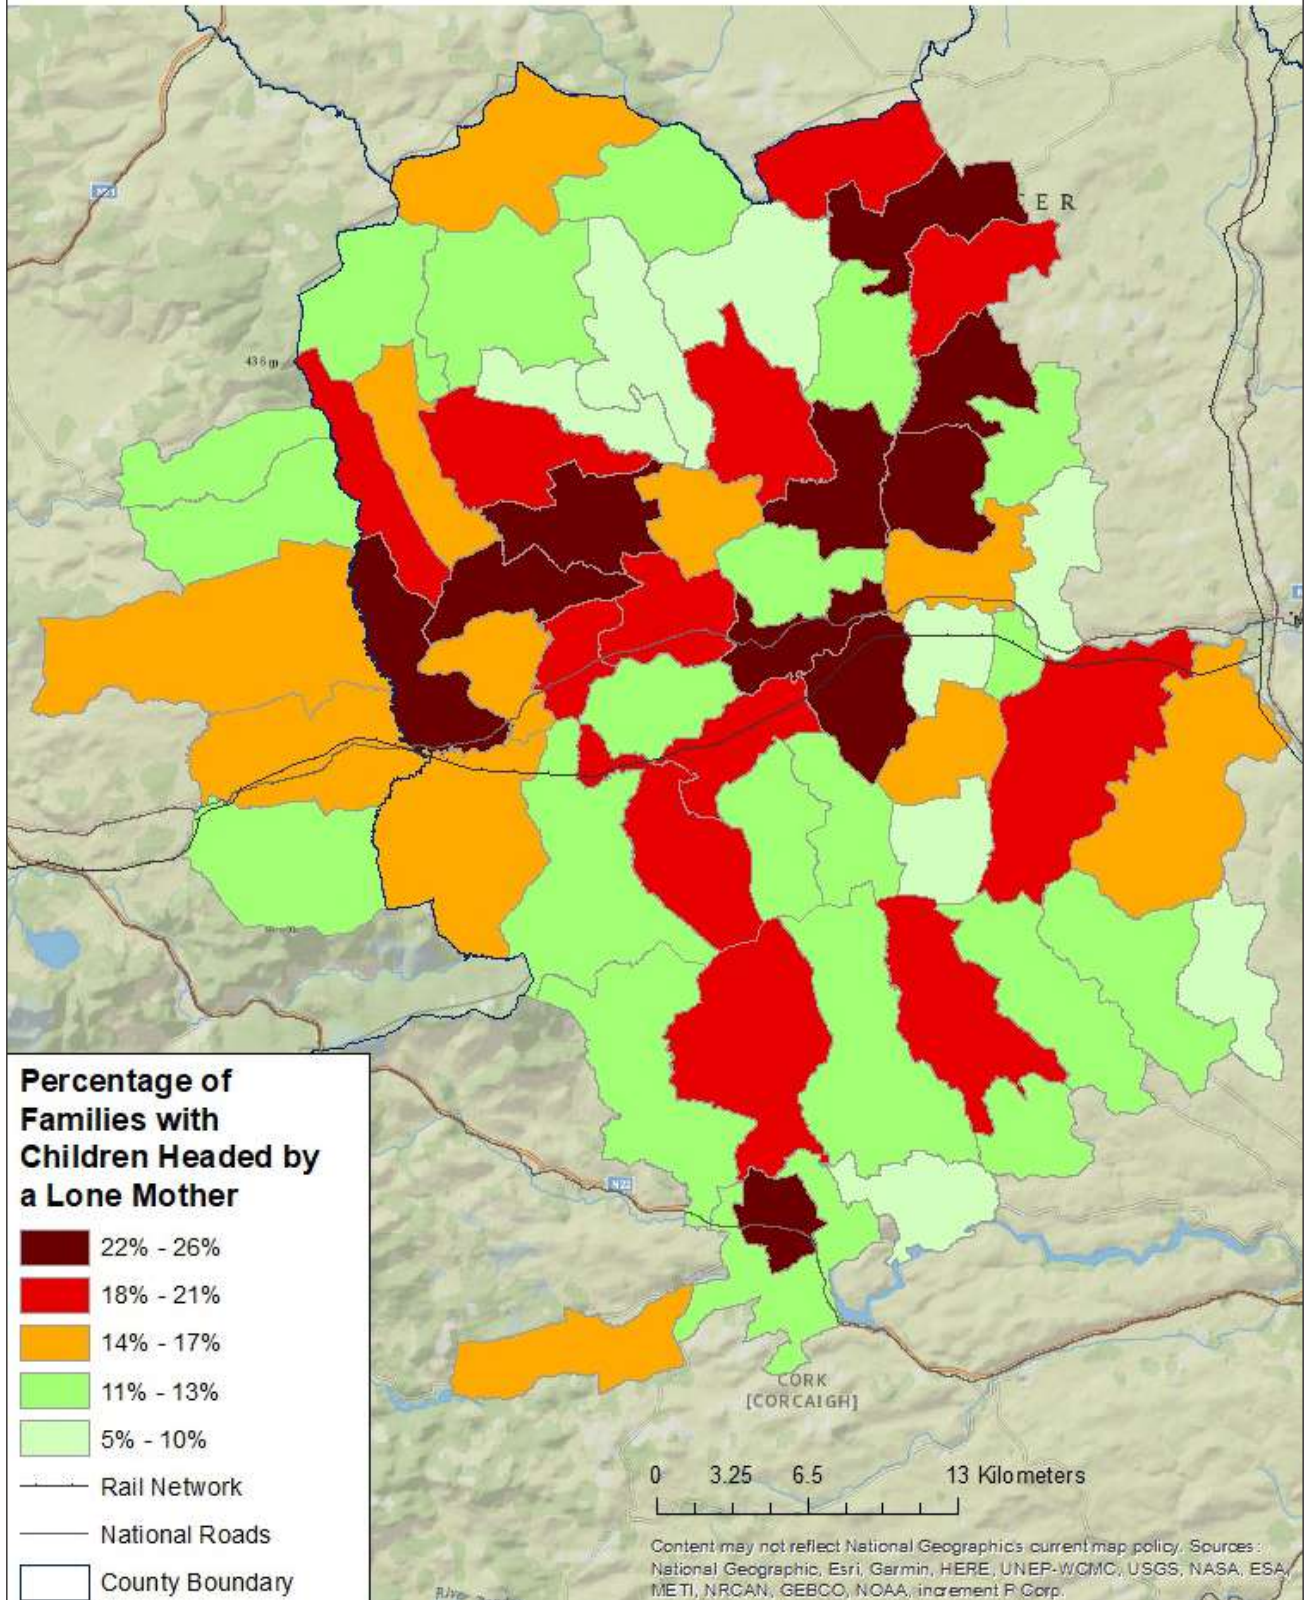 N21
E R
436 m
Percentage of
Families with
Children Headed by
a Lone Mother
22% - 26%
18% - 21%
14% - 17%
11% - 13%
5% - 10%
Rail Network
National Roads
County Boundary
N22
CORK
[CORCAIGH]
0 3.25 6.5 13 Kilometers
Content may not reflect National Geographic's current map policy. Sources:
National Geographic, Esri, Garmin, HERE, UNEP-WCMC, USGS, NASA, ESA,
METI, NRCAN, GEBCO, NOAA, increment P Corp.
River